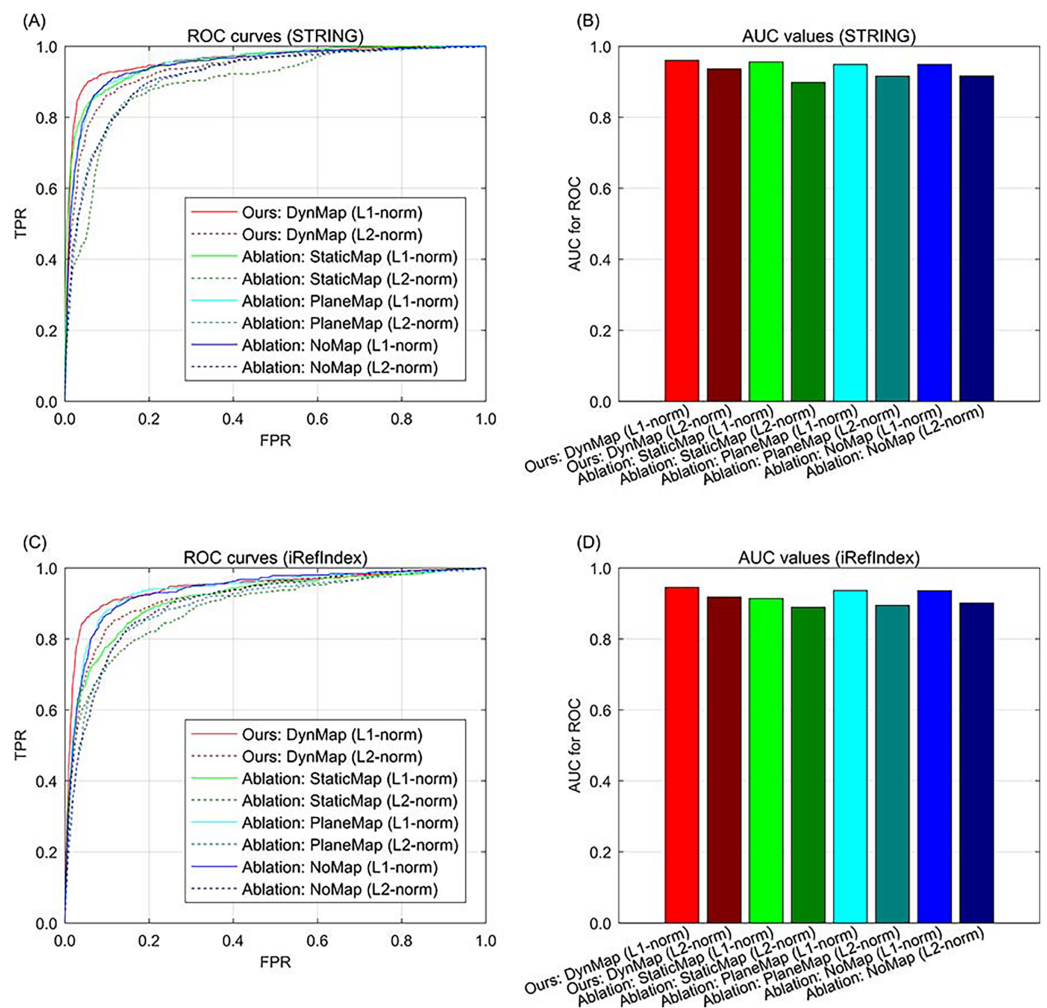 (A)
ROC curves (STRING)
1.0
0.8
0.6
0.4
0.2
0.0
TPR
Ours: DynMap (L1-norm)
Ours: DynMap (L2-norm)
Ablation: StaticMap (L1-norm)
Ablation: StaticMap (L2-norm)
Ablation: PlaneMap (L1-norm)
Ablation: PlaneMap (L2-norm)
Ablation: NoMap (L1-norm)
Ablation: NoMap (L2-norm)
0.0 0.2 0.4 0.6 0.8 1.0
FPR
(B)
AUC values (STRING)
1.0
0.8
0.6
0.4
0.2
0.0
AUC for ROC
Ours: DynMap (L1-norm)
Ours: DynMap (L2-norm)
Ablation: StaticMap (L1-norm)
Ablation: StaticMap (L2-norm)
Ablation: PlaneMap (L1-norm)
Ablation: PlaneMap (L2-norm)
Ablation: NoMap (L1-norm)
Ablation: NoMap (L2-norm)
(C)
ROC curves (iRefIndex)
1.0
0.8
0.6
0.4
0.2
0.0
TPR
Ours: DynMap (L1-norm)
Ours: DynMap (L2-norm)
Ablation: StaticMap (L1-norm)
Ablation: StaticMap (L2-norm)
Ablation: PlaneMap (L1-norm)
Ablation: PlaneMap (L2-norm)
Ablation: NoMap (L1-norm)
Ablation: NoMap (L2-norm)
0.0 0.2 0.4 0.6 0.8 1.0
FPR
(D)
AUC values (iRefIndex)
1.0
0.8
0.6
0.4
0.2
0.0
AUC for ROC
Ours: DynMap (L1-norm)
Ours: DynMap (L2-norm)
Ablation: StaticMap (L1-norm)
Ablation: StaticMap (L2-norm)
Ablation: PlaneMap (L1-norm)
Ablation: PlaneMap (L2-norm)
Ablation: NoMap (L1-norm)
Ablation: NoMap (L2-norm)